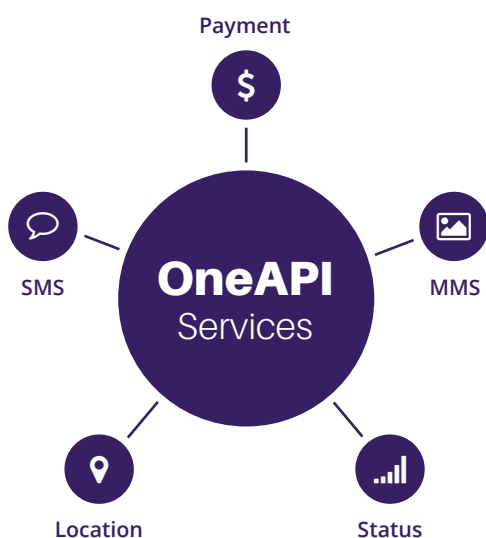 Payment
$
SMS
MMS
OneAPI
Services
Location
Status